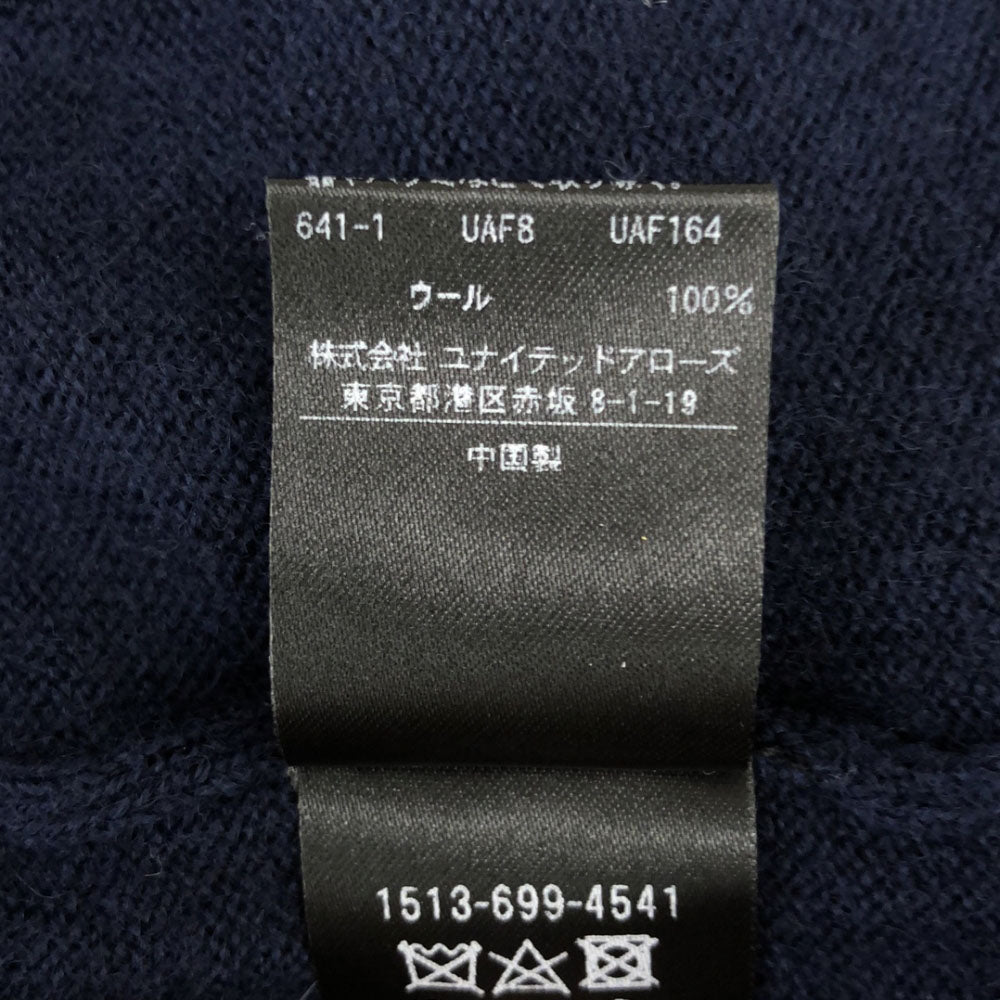 641-1 UAF8 UAF164
ウール 100%
株式会社 ユナイテッドアローズ
東京都港区赤坂 8-1-19
中国製
1513-699-4541